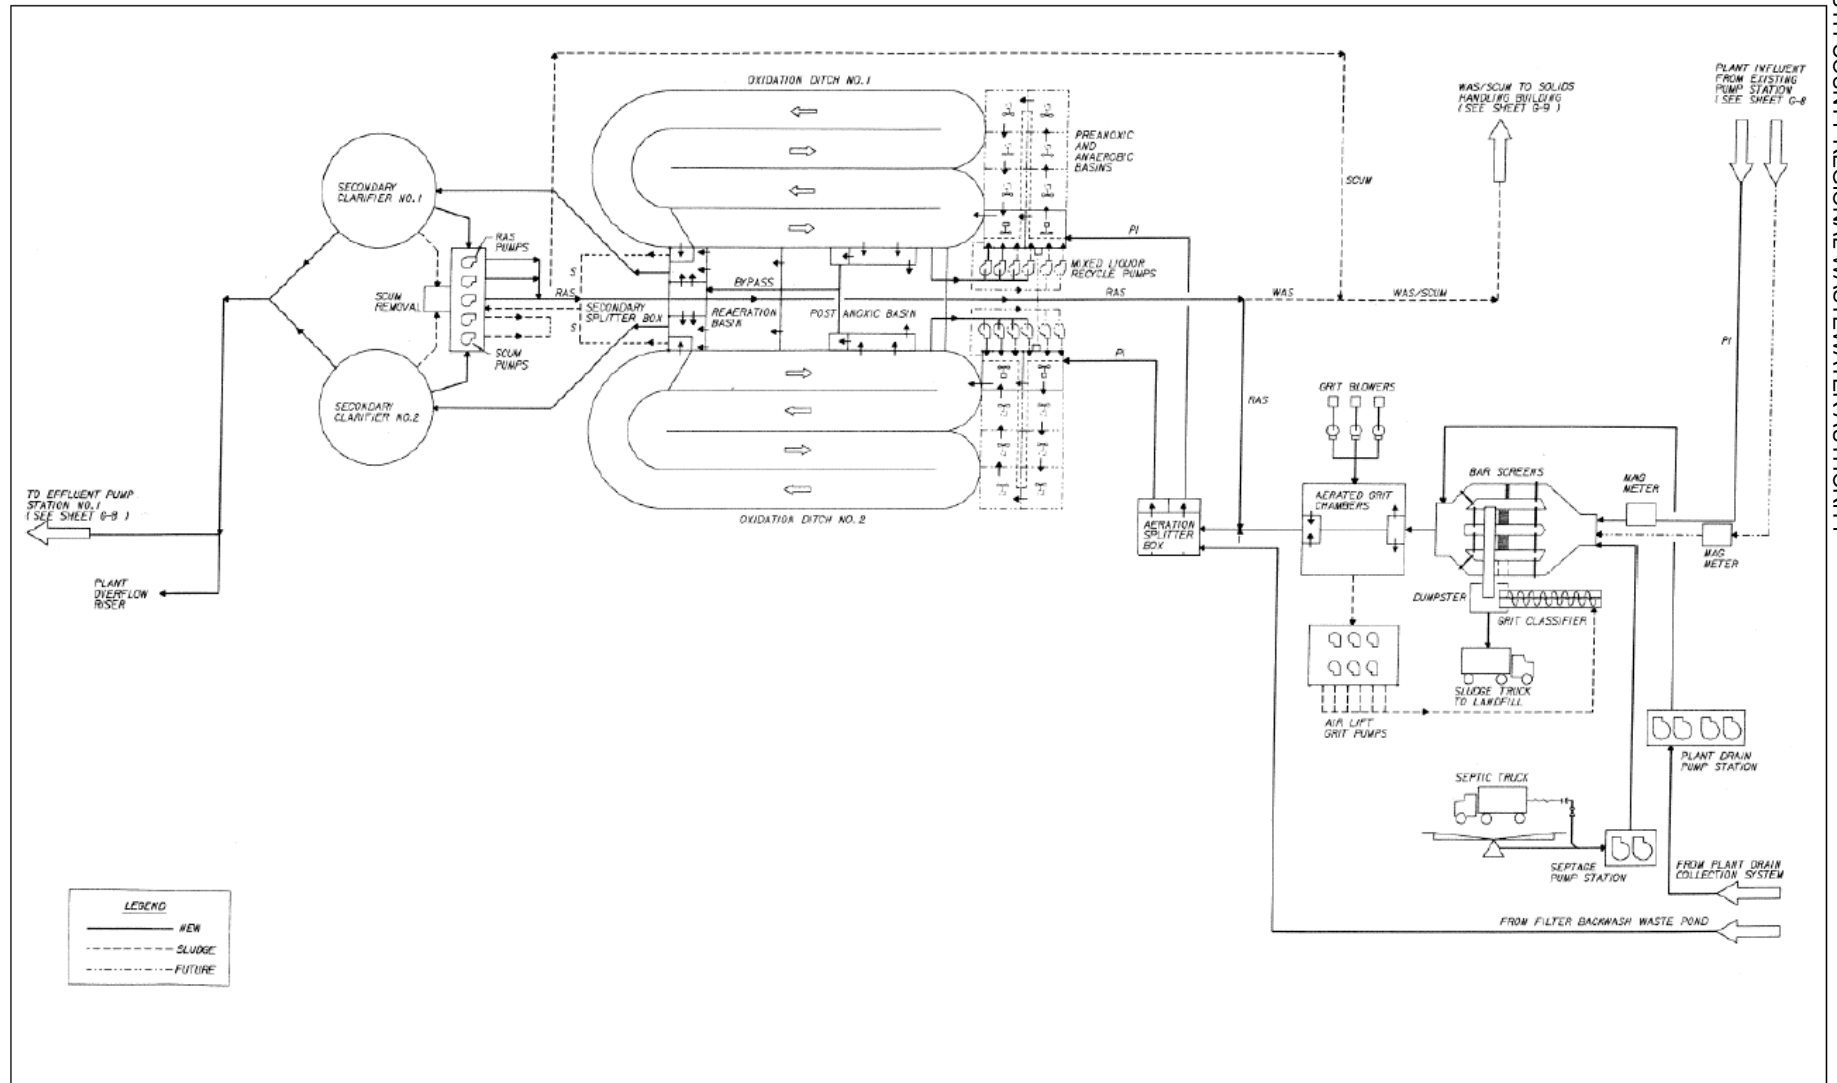 OXIDATION DITCH NO.1
PLANT INFLUENT
FROM EXISTING
PUMP STATION
(SEE SHEET G-8
WAS/SCUM TO SOLIDS
HANDLING BUILDING
(SEE SHEET G-9)
PREANOXIC
AND
ANAEROBIC
BASINS
SCUM
SECONDARY
CLARIFIER NO.1
RAS
PUMPS
PI
MIXED LIQUOR
RECYCLE PUMPS
S
BYPASS
SCUM
REMOVAL
RAS
SECONDARY
SPLITTER BOX
REAERATION
BASIN
POST ANOXIC BASIN
RAS
WAS
WAS/SCUM
S
SCUM
PUMPS
PI
PI
SECONDARY
CLARIFIER NO.2
RAS
GRIT BLOWERS
BAR SCREENS
MAG
METER
AERATED GRIT
CHAMBERS
TO EFFLUENT PUMP
STATION NO.1
(SEE SHEET G-8 )
OXIDATION DITCH NO.2
AERATION
SPLITTER
BOX
MAG
METER
PLANT
OVERFLOW
RISER
DUMPSTER
GRIT CLASSIFIER
SLUDGE TRUCK
TO LANDFILL
AIR LIFT
GRIT PUMPS
PLANT DRAIN
PUMP STATION
SEPTIC TRUCK
SEPTAGE
PUMP STATION
FROM PLANT DRAIN
COLLECTION SYSTEM
FROM FILTER BACKWASH WASTE POND
LEGEND
NEW
SLUDGE
FUTURE